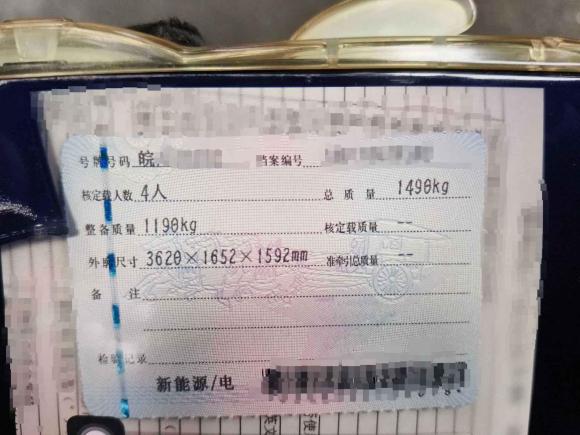 号牌号码 皖 档案编号
核定载人数 4人 总质量 1490kg
整备质量 1190kg 核定载质量 --
外廓尺寸 3620×1652×1592mm 准牵引总质量 --
备注
检验记录
新能源/电